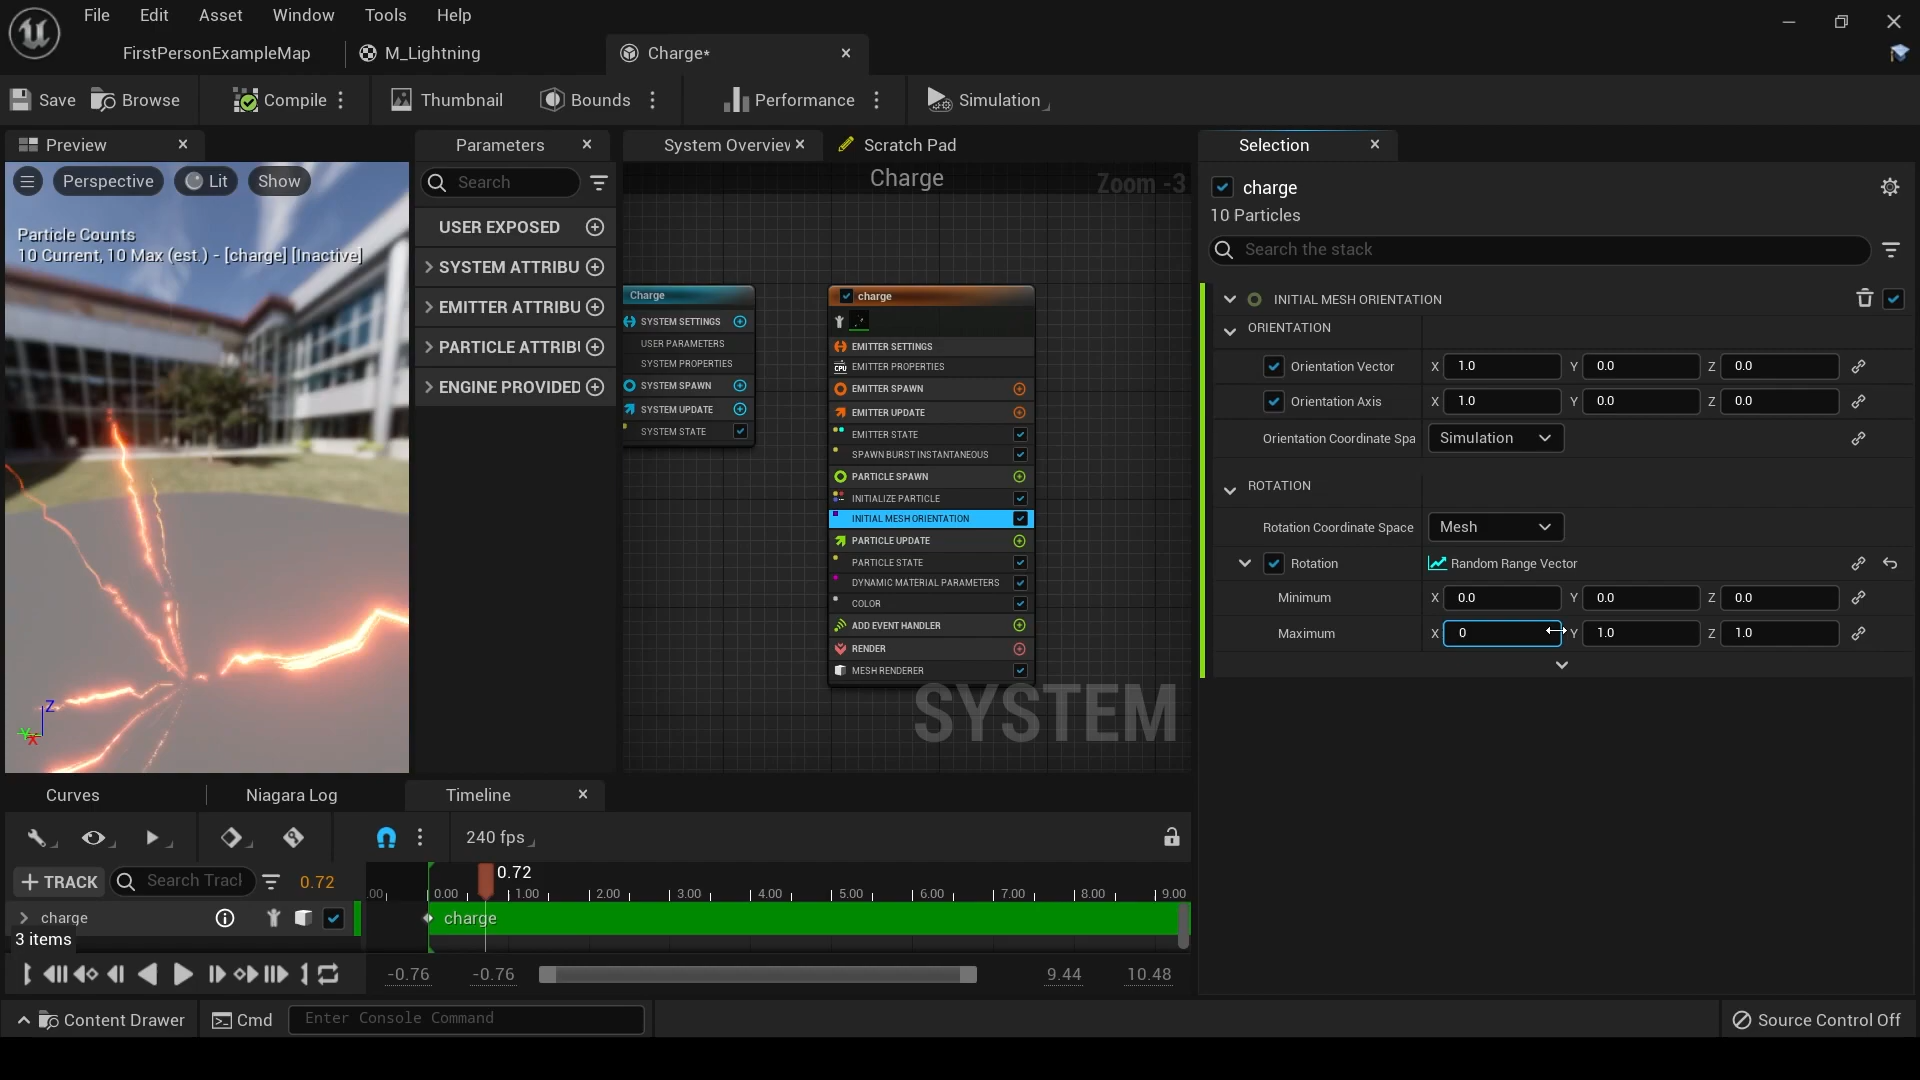 File Edit Asset Window Tools Help
FirstPersonExampleMap M_Lightning Charge*
Save Browse Compile Thumbnail Bounds Performance Simulation
Preview Parameters System Overview Scratch Pad Selection
Perspective Lit Show Search Charge Zoom -3
charge
10 Particles
Search the stack
Particle Counts
10 Current, 10 Max (est.) - [charge] [Inactive]
USER EXPOSED
SYSTEM ATTRIBU
EMITTER ATTRIBU
PARTICLE ATTRIBU
ENGINE PROVIDED
Charge
SYSTEM SETTINGS
USER PARAMETERS
SYSTEM PROPERTIES
SYSTEM SPAWN
SYSTEM UPDATE
SYSTEM STATE
charge
EMITTER SETTINGS
CPU EMITTER PROPERTIES
EMITTER SPAWN
EMITTER UPDATE
EMITTER STATE
SPAWN BURST INSTANTANEOUS
PARTICLE SPAWN
INITIALIZE PARTICLE
INITIAL MESH ORIENTATION
PARTICLE UPDATE
PARTICLE STATE
DYNAMIC MATERIAL PARAMETERS
COLOR
ADD EVENT HANDLER
RENDER
MESH RENDERER
SYSTEM
INITIAL MESH ORIENTATION
ORIENTATION
Orientation Vector X 1.0 Y 0.0 Z 0.0
Orientation Axis X 1.0 Y 0.0 Z 0.0
Orientation Coordinate Spa Simulation
ROTATION
Rotation Coordinate Space Mesh
Rotation Random Range Vector
Minimum X 0.0 Y 0.0 Z 0.0
Maximum X 0 Y 1.0 Z 1.0
Z
Y X
Curves Niagara Log Timeline
240 fps
TRACK Search Track 0.72
0.72
.00 0.00 1.00 2.00 3.00 4.00 5.00 6.00 7.00 8.00 9.00
charge charge
3 items
-0.76 -0.76 9.44 10.48
Content Drawer Cmd Enter Console Command Source Control Off